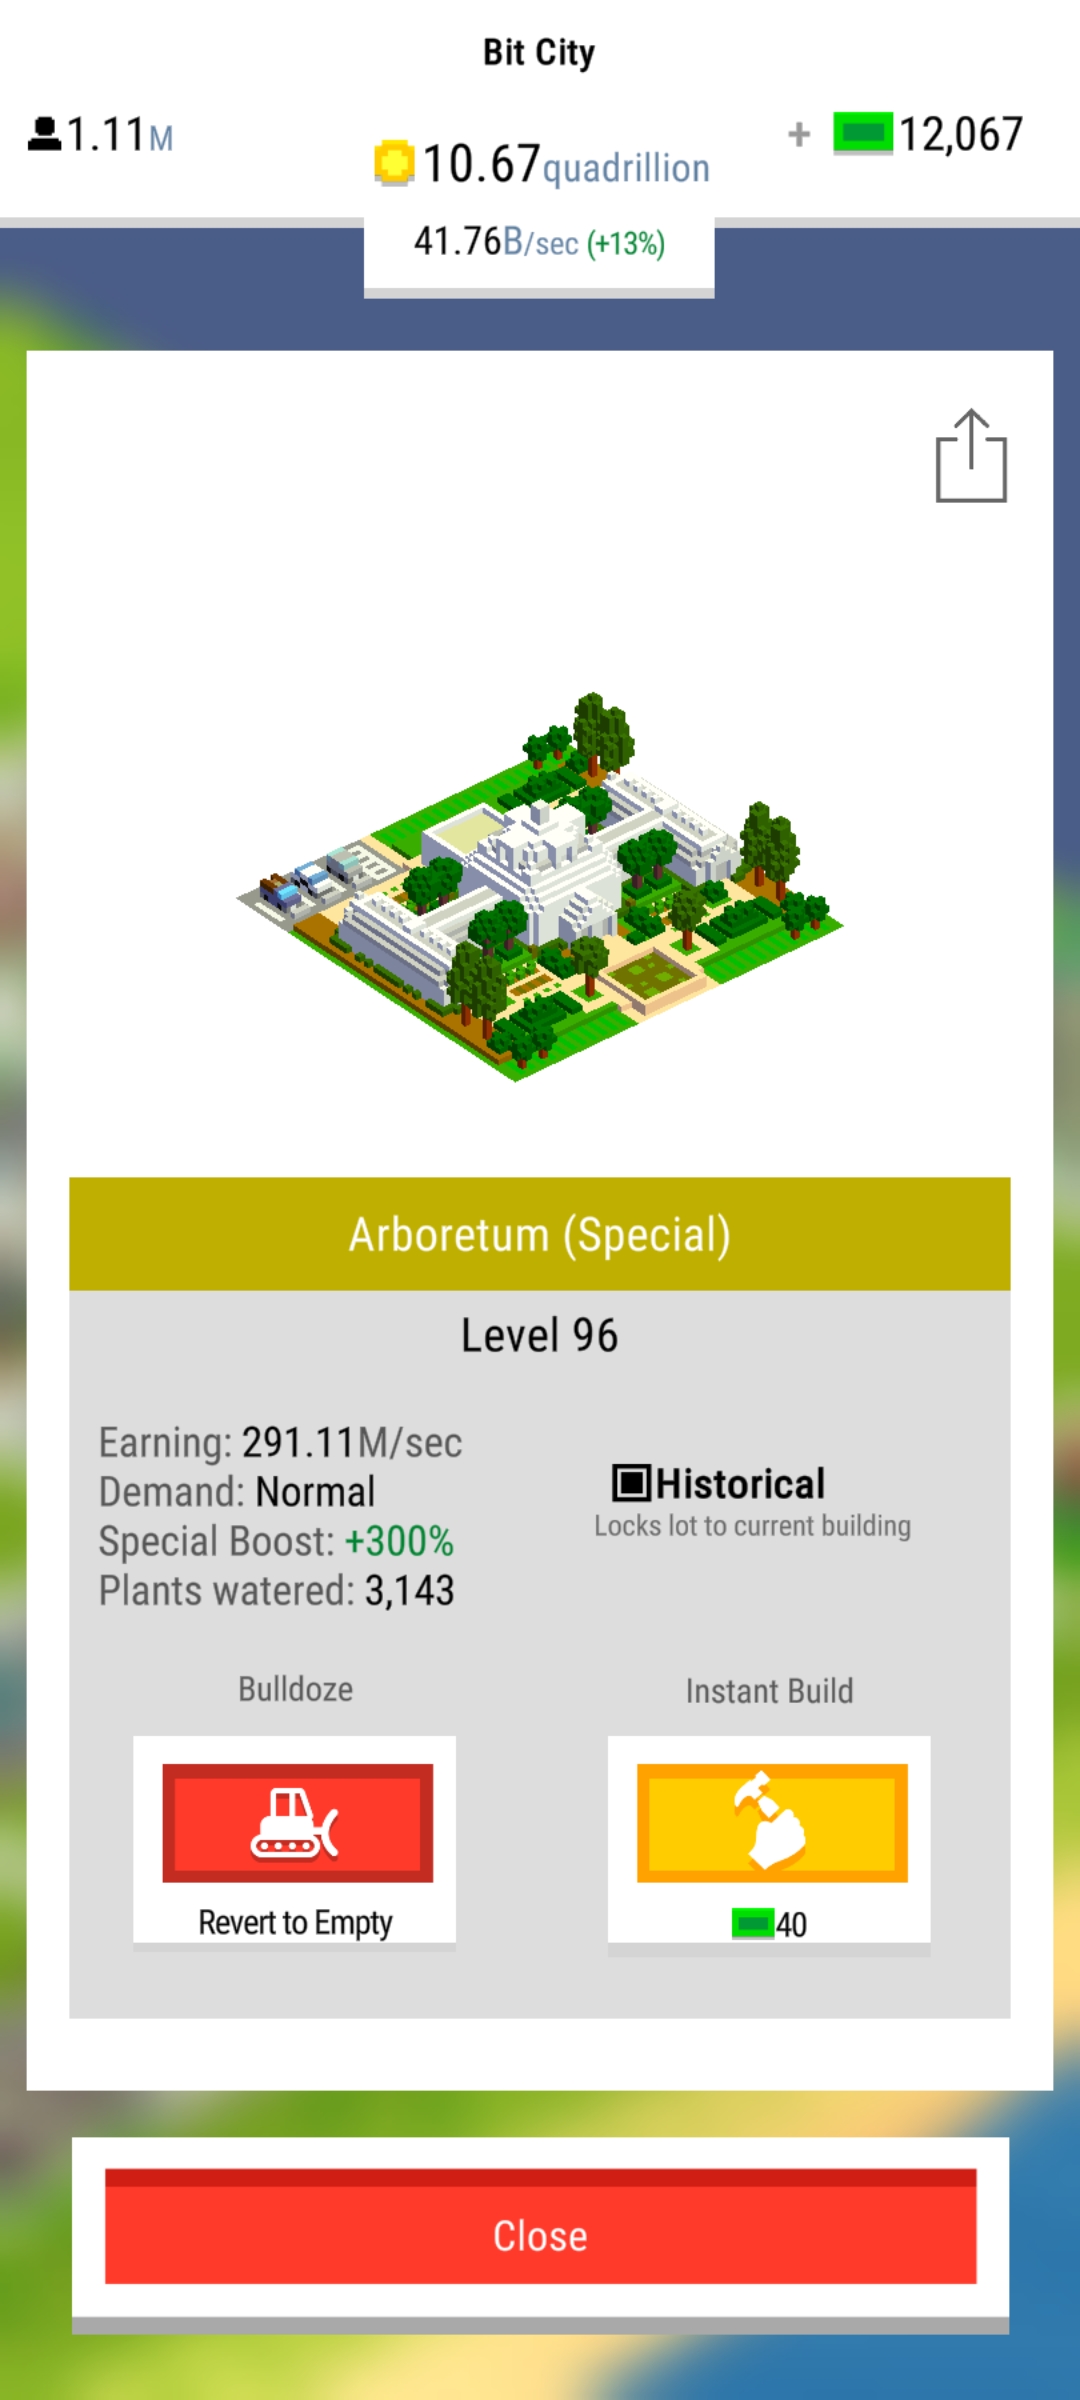 Bit City
1.11M
10.67quadrillion
+ 12,067
41.76B/sec (+13%)
Arboretum (Special)
Level 96
Earning: 291.11M/sec
Demand: Normal
Special Boost: +300%
Plants watered: 3,143
Historical
Locks lot to current building
Bulldoze
Revert to Empty
Instant Build
40
Close